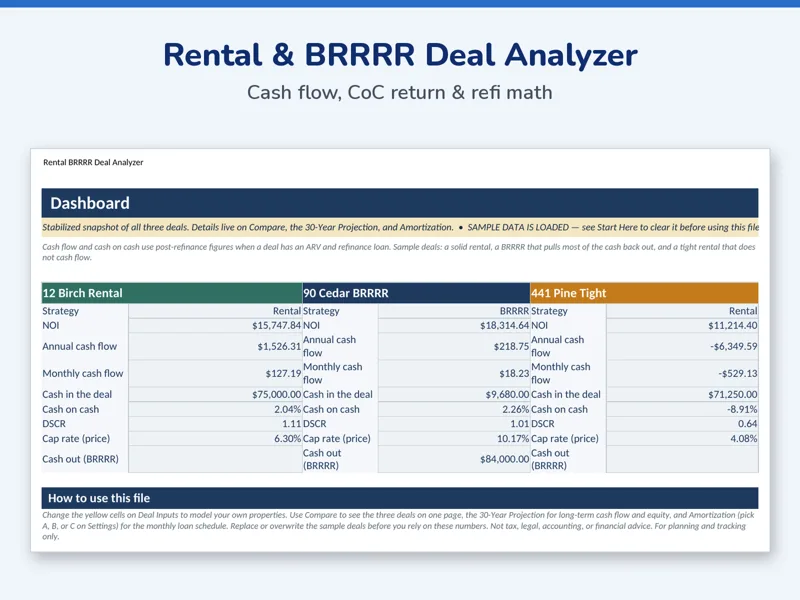 Rental & BRRRR Deal Analyzer
Cash flow, CoC return & refi math
Rental BRRRR Deal Analyzer
Dashboard
Stabilized snapshot of all three deals. Details live on Compare, the 30-Year Projection, and Amortization. • SAMPLE DATA IS LOADED — see Start Here to clear it before using this file
Cash flow and cash on cash use post-refinance figures when a deal has an ARV and refinance loan. Sample deals: a solid rental, a BRRRR that pulls most of the cash back out, and a tight rental that does
not cash flow.
12 Birch Rental 90 Cedar BRRRR 441 Pine Tight
Strategy Rental Strategy BRRRR Strategy Rental
NOI $15,747.84 NOI $18,314.64 NOI $11,214.40
Annual cash flow $1,526.31 Annual cash flow $218.75 Annual cash flow -$6,349.59
Monthly cash flow $127.19 Monthly cash flow $18.23 Monthly cash flow -$529.13
Cash in the deal $75,000.00 Cash in the deal $9,680.00 Cash in the deal $71,250.00
Cash on cash 2.04% Cash on cash 2.26% Cash on cash -8.91%
DSCR 1.11 DSCR 1.01 DSCR 0.64
Cap rate (price) 6.30% Cap rate (price) 10.17% Cap rate (price) 4.08%
Cash out (BRRRR) Cash out (BRRRR) $84,000.00 Cash out (BRRRR)
How to use this file
Change the yellow cells on Deal Inputs to model your own properties. Use Compare to see the three deals on one page, the 30-Year Projection for long-term cash flow and equity, and Amortization (pick
A, B, or C on Settings) for the monthly loan schedule. Replace or overwrite the sample deals before you rely on these numbers. Not tax, legal, accounting, or financial advice. For planning and tracking
only.